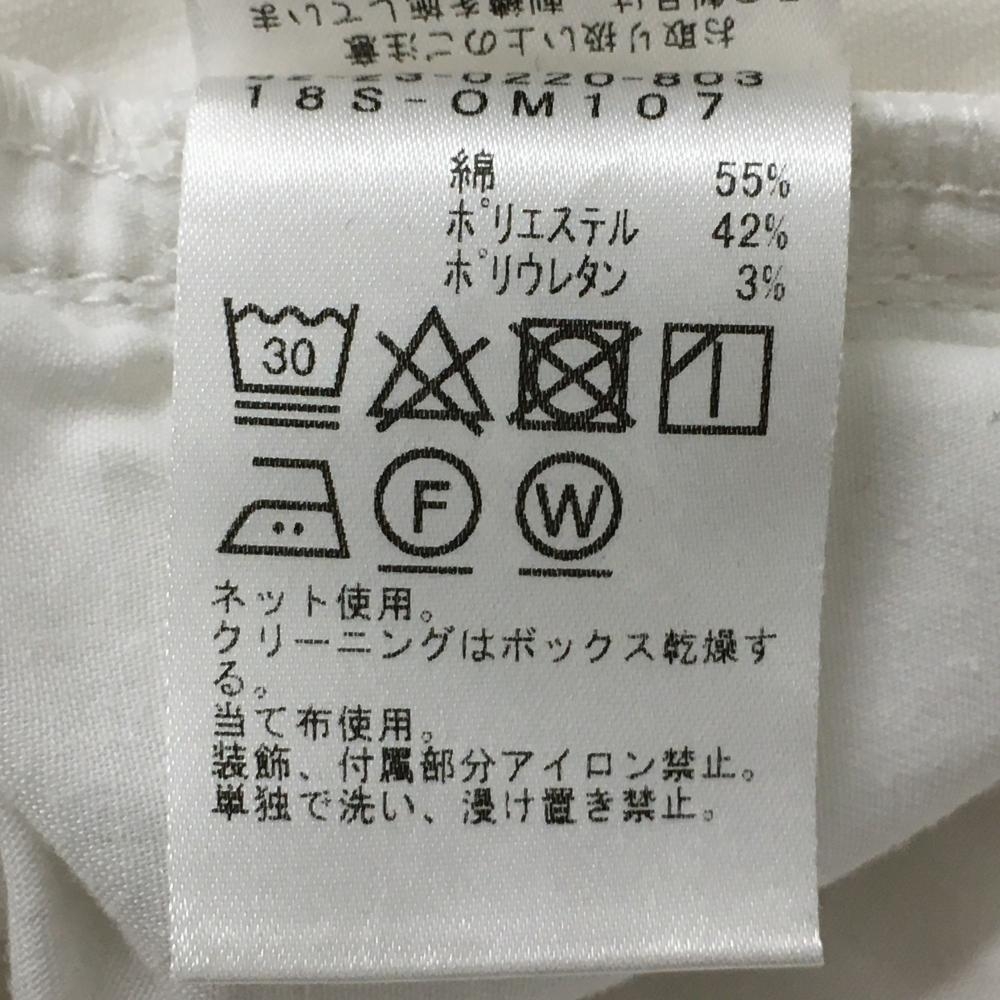 お取り扱い上のご注意
18S-OM107
綿 55%
ポリエステル 42%
ポリウレタン 3%
30
F W
ネット使用。
クリーニングはボックス乾燥す
る。
当て布使用。
装飾、付属部分アイロン禁止。
単独で洗い、浸け置き禁止。